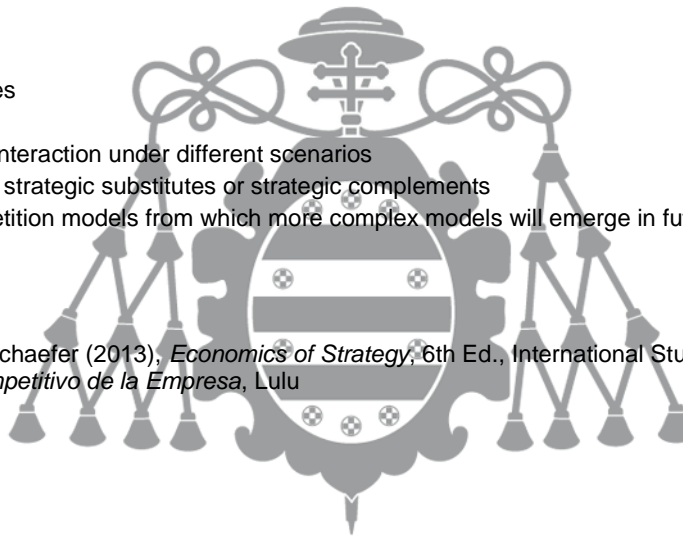 es
nteraction under different scenarios
strategic substitutes or strategic complements
etition models from which more complex models will emerge in fu
chaefer (2013), Economics of Strategy, 6th Ed., International Stu
mpetitivo de la Empresa, Lulu